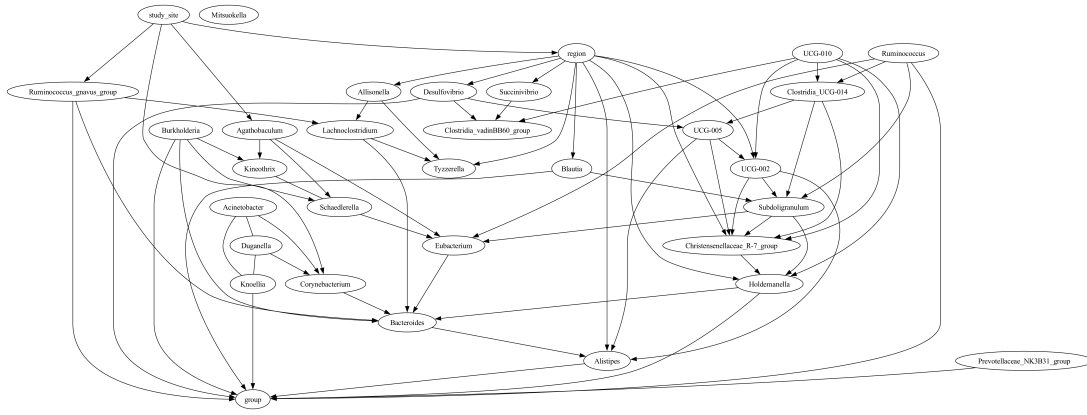 study_site
Mitsuokella
region
UCG-010
Ruminococcus
Ruminococcus_gnavus_group
Allisonella
Desulfovibrio
Succinivibrio
Clostridia_UCG-014
Burkholderia
Agathobaculum
Lachnoclostridium
Clostridia_vadinBB60_group
UCG-005
Kineothrix
Tyzzerella
Blautia
UCG-002
Acinetobacter
Schaedlerella
Subdoligranulum
Duganella
Eubacterium
Christensenellaceae_R-7_group
Knoellia
Corynebacterium
Holdemanella
Bacteroides
Alistipes
Prevotellaceae_NK3B31_group
group